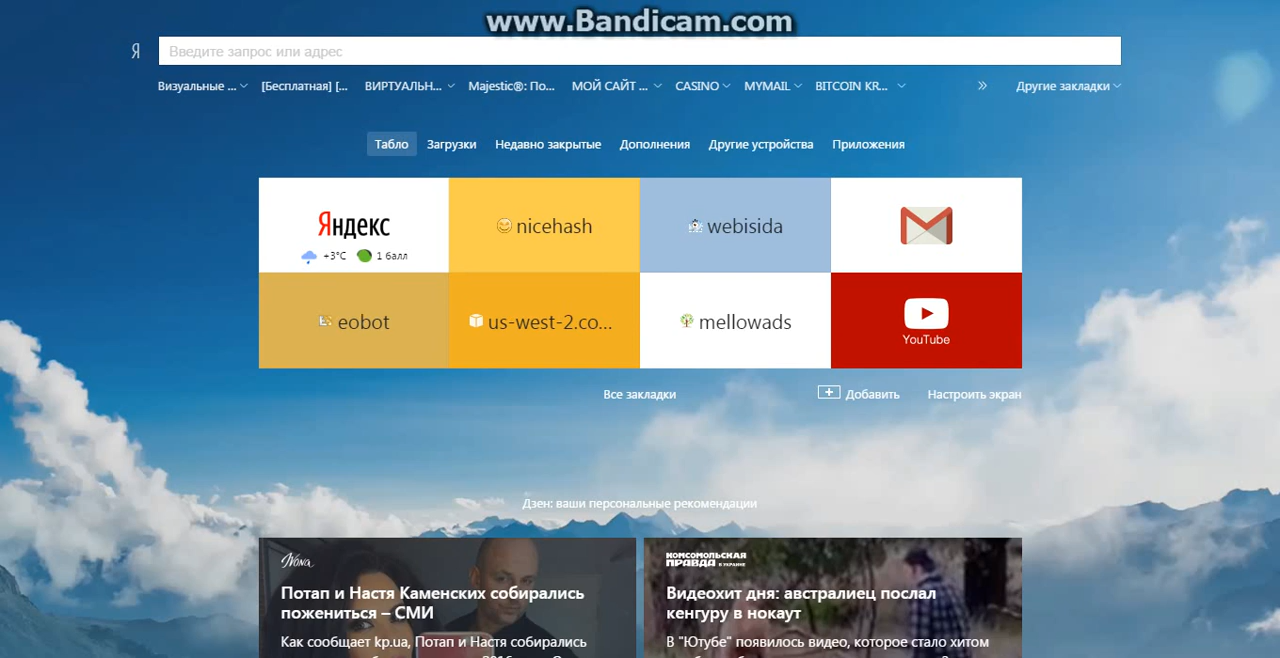 www.Bandicam.com
Я Введите запрос или адрес
Визуальные ... [Бесплатная] [... ВИРТУАЛЬН... Majestic®: По... МОЙ САЙТ ... CASINO MYMAIL BITCOIN KR... » Другие закладки
Табло Загрузки Недавно закрытые Дополнения Другие устройства Приложения
Яндекс nicehash webisida
+3°C 1 балл
eobot us-west-2.co... mellowads YouTube
Все закладки Добавить Настроить экран
Дзен: ваши персональные рекомендации
Потап и Настя Каменских собирались
пожениться – СМИ
Как сообщает kp.ua, Потап и Настя собирались
КОМСОМОЛЬСКАЯ
ПРАВДА В УКРАИНЕ
Видеохит дня: австралиец послал
кенгуру в нокаут
В "Ютубе" появилось видео, которое стало хитом